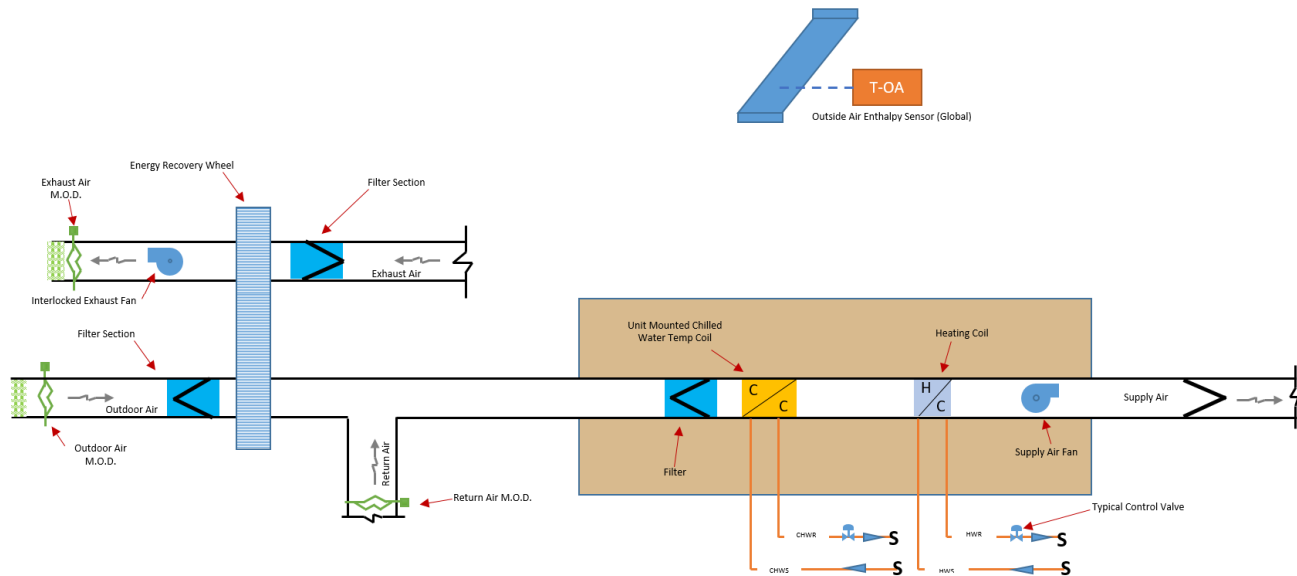 T-OA
Outside Air Enthalpy Sensor (Global)
Energy Recovery Wheel
Exhaust Air
M.O.D.
Filter Section
Exhaust Air
Interlocked Exhaust Fan
Filter Section
Unit Mounted Chilled
Water Temp Coil
Heating Coil
C
C
H
C
Supply Air
Outdoor Air
Outdoor Air
M.O.D.
Return Air
Filter
Supply Air Fan
Return Air M.O.D.
Typical Control Valve
CHWR
S
HWR
S
CHWS
S
HWS
S